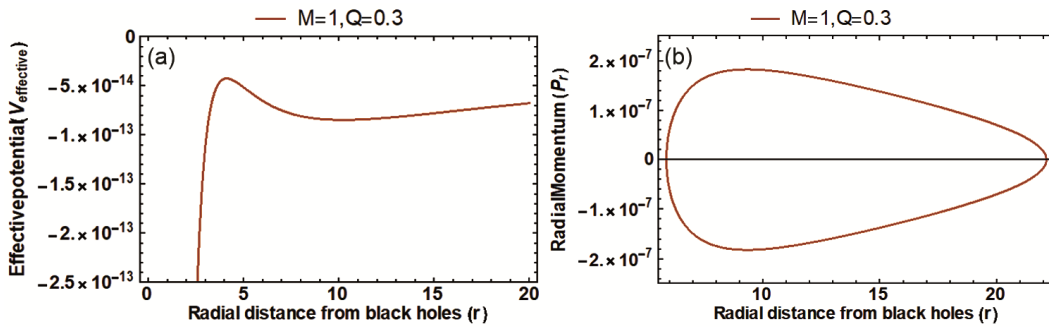 M=1,Q=0.3
(a)
Effectivepotential(Veffective)
0
−5.×10⁻¹⁴
−1.×10⁻¹³
−1.5×10⁻¹³
−2.×10⁻¹³
−2.5×10⁻¹³
0 5 10 15 20
Radial distance from black holes (r)
M=1,Q=0.3
(b)
RadialMomentum (Pr)
2.×10⁻⁷
1.×10⁻⁷
0
−1.×10⁻⁷
−2.×10⁻⁷
10 15 20
Radial distance from black holes (r)